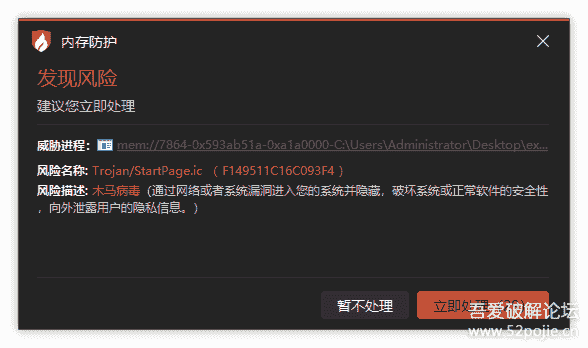 内存防护
发现风险
建议您立即处理
威胁进程： mem://7864-0x593ab51a-0xa1a0000-C:\Users\Administrator\Desktop\ex...
风险名称: Trojan/StartPage.ic （ F149511C16C093F4 ）
风险描述: 木马病毒（通过网络或者系统漏洞进入您的系统并隐藏，破坏系统或正常软件的安全性
，向外泄露用户的隐私信息。）
暂不处理 立即处理
吾爱破解论坛
www.52pojie.cn